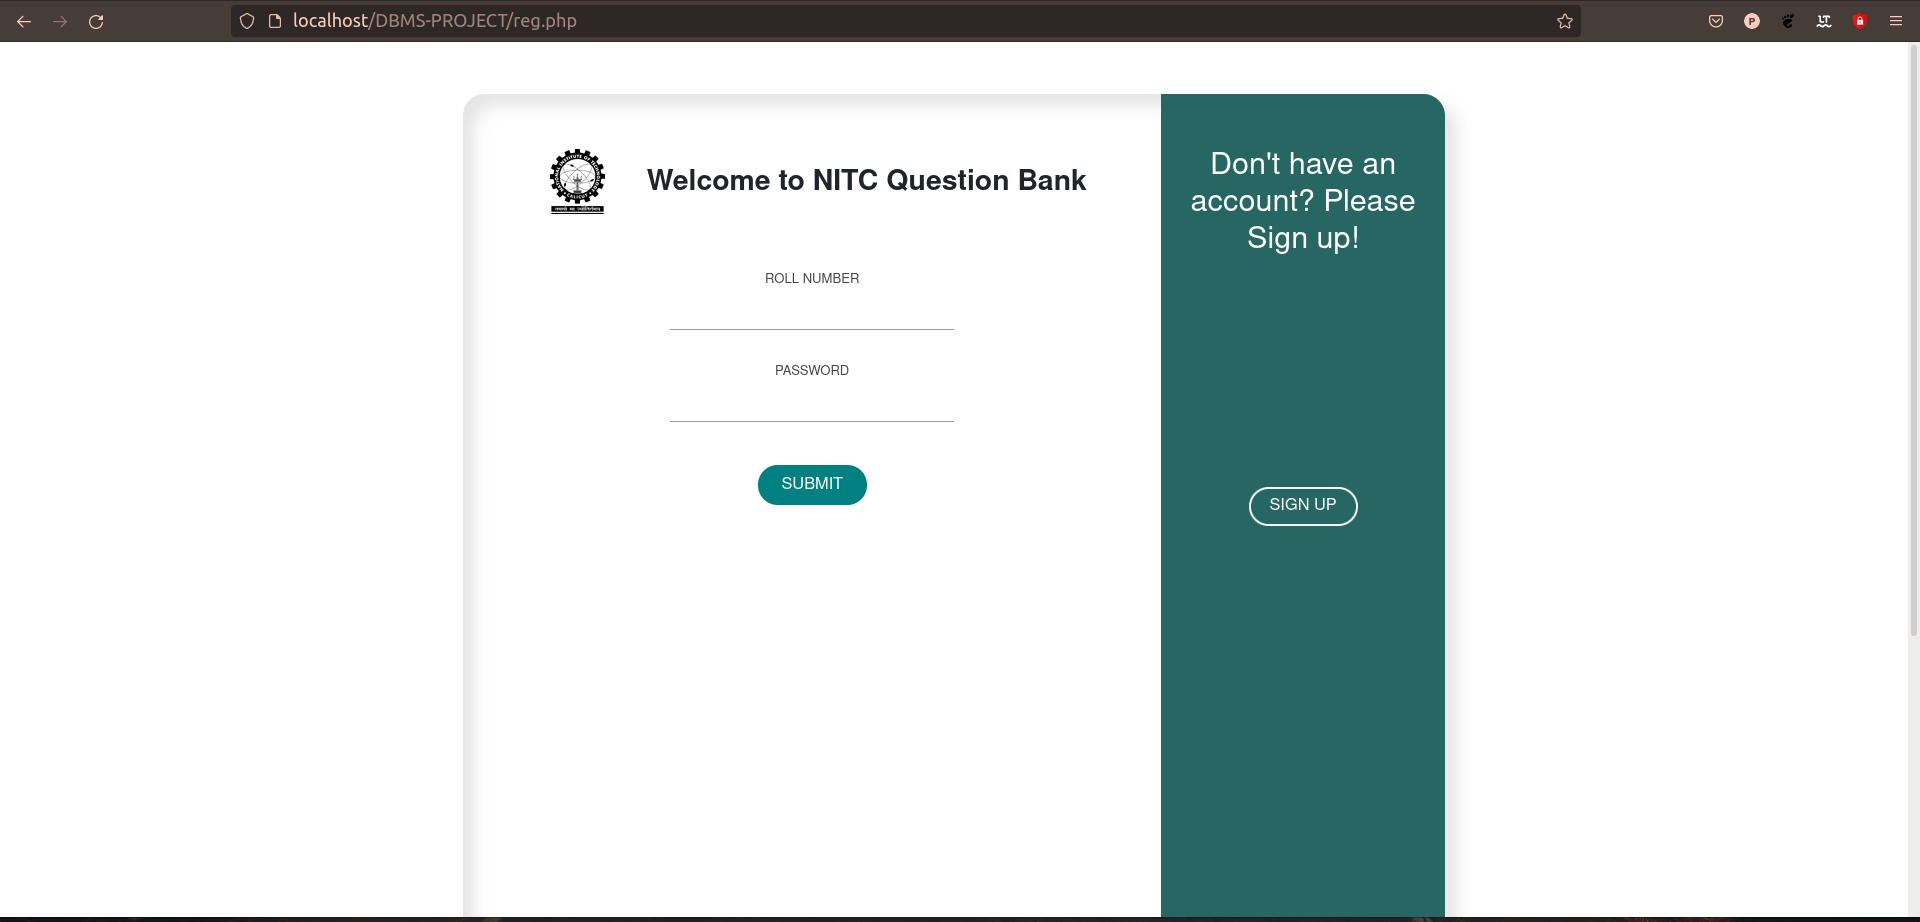 localhost/DBMS-PROJECT/reg.php
Welcome to NITC Question Bank
ROLL NUMBER
PASSWORD
SUBMIT
Don't have an
account? Please
Sign up!
SIGN UP